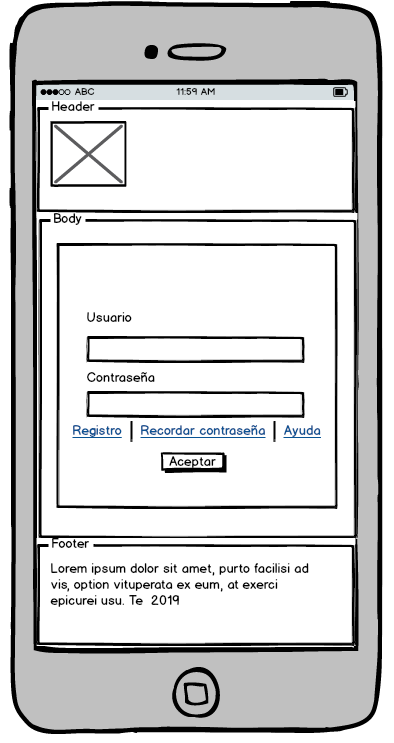 ABC 11:59 AM
Header
Body
Usuario
Contraseña
Registro | Recordar contraseña | Ayuda
Aceptar
Footer
Lorem ipsum dolor sit amet, purto facilisi ad
vis, option vituperata ex eum, at exerci
epicurei usu. Te 2019